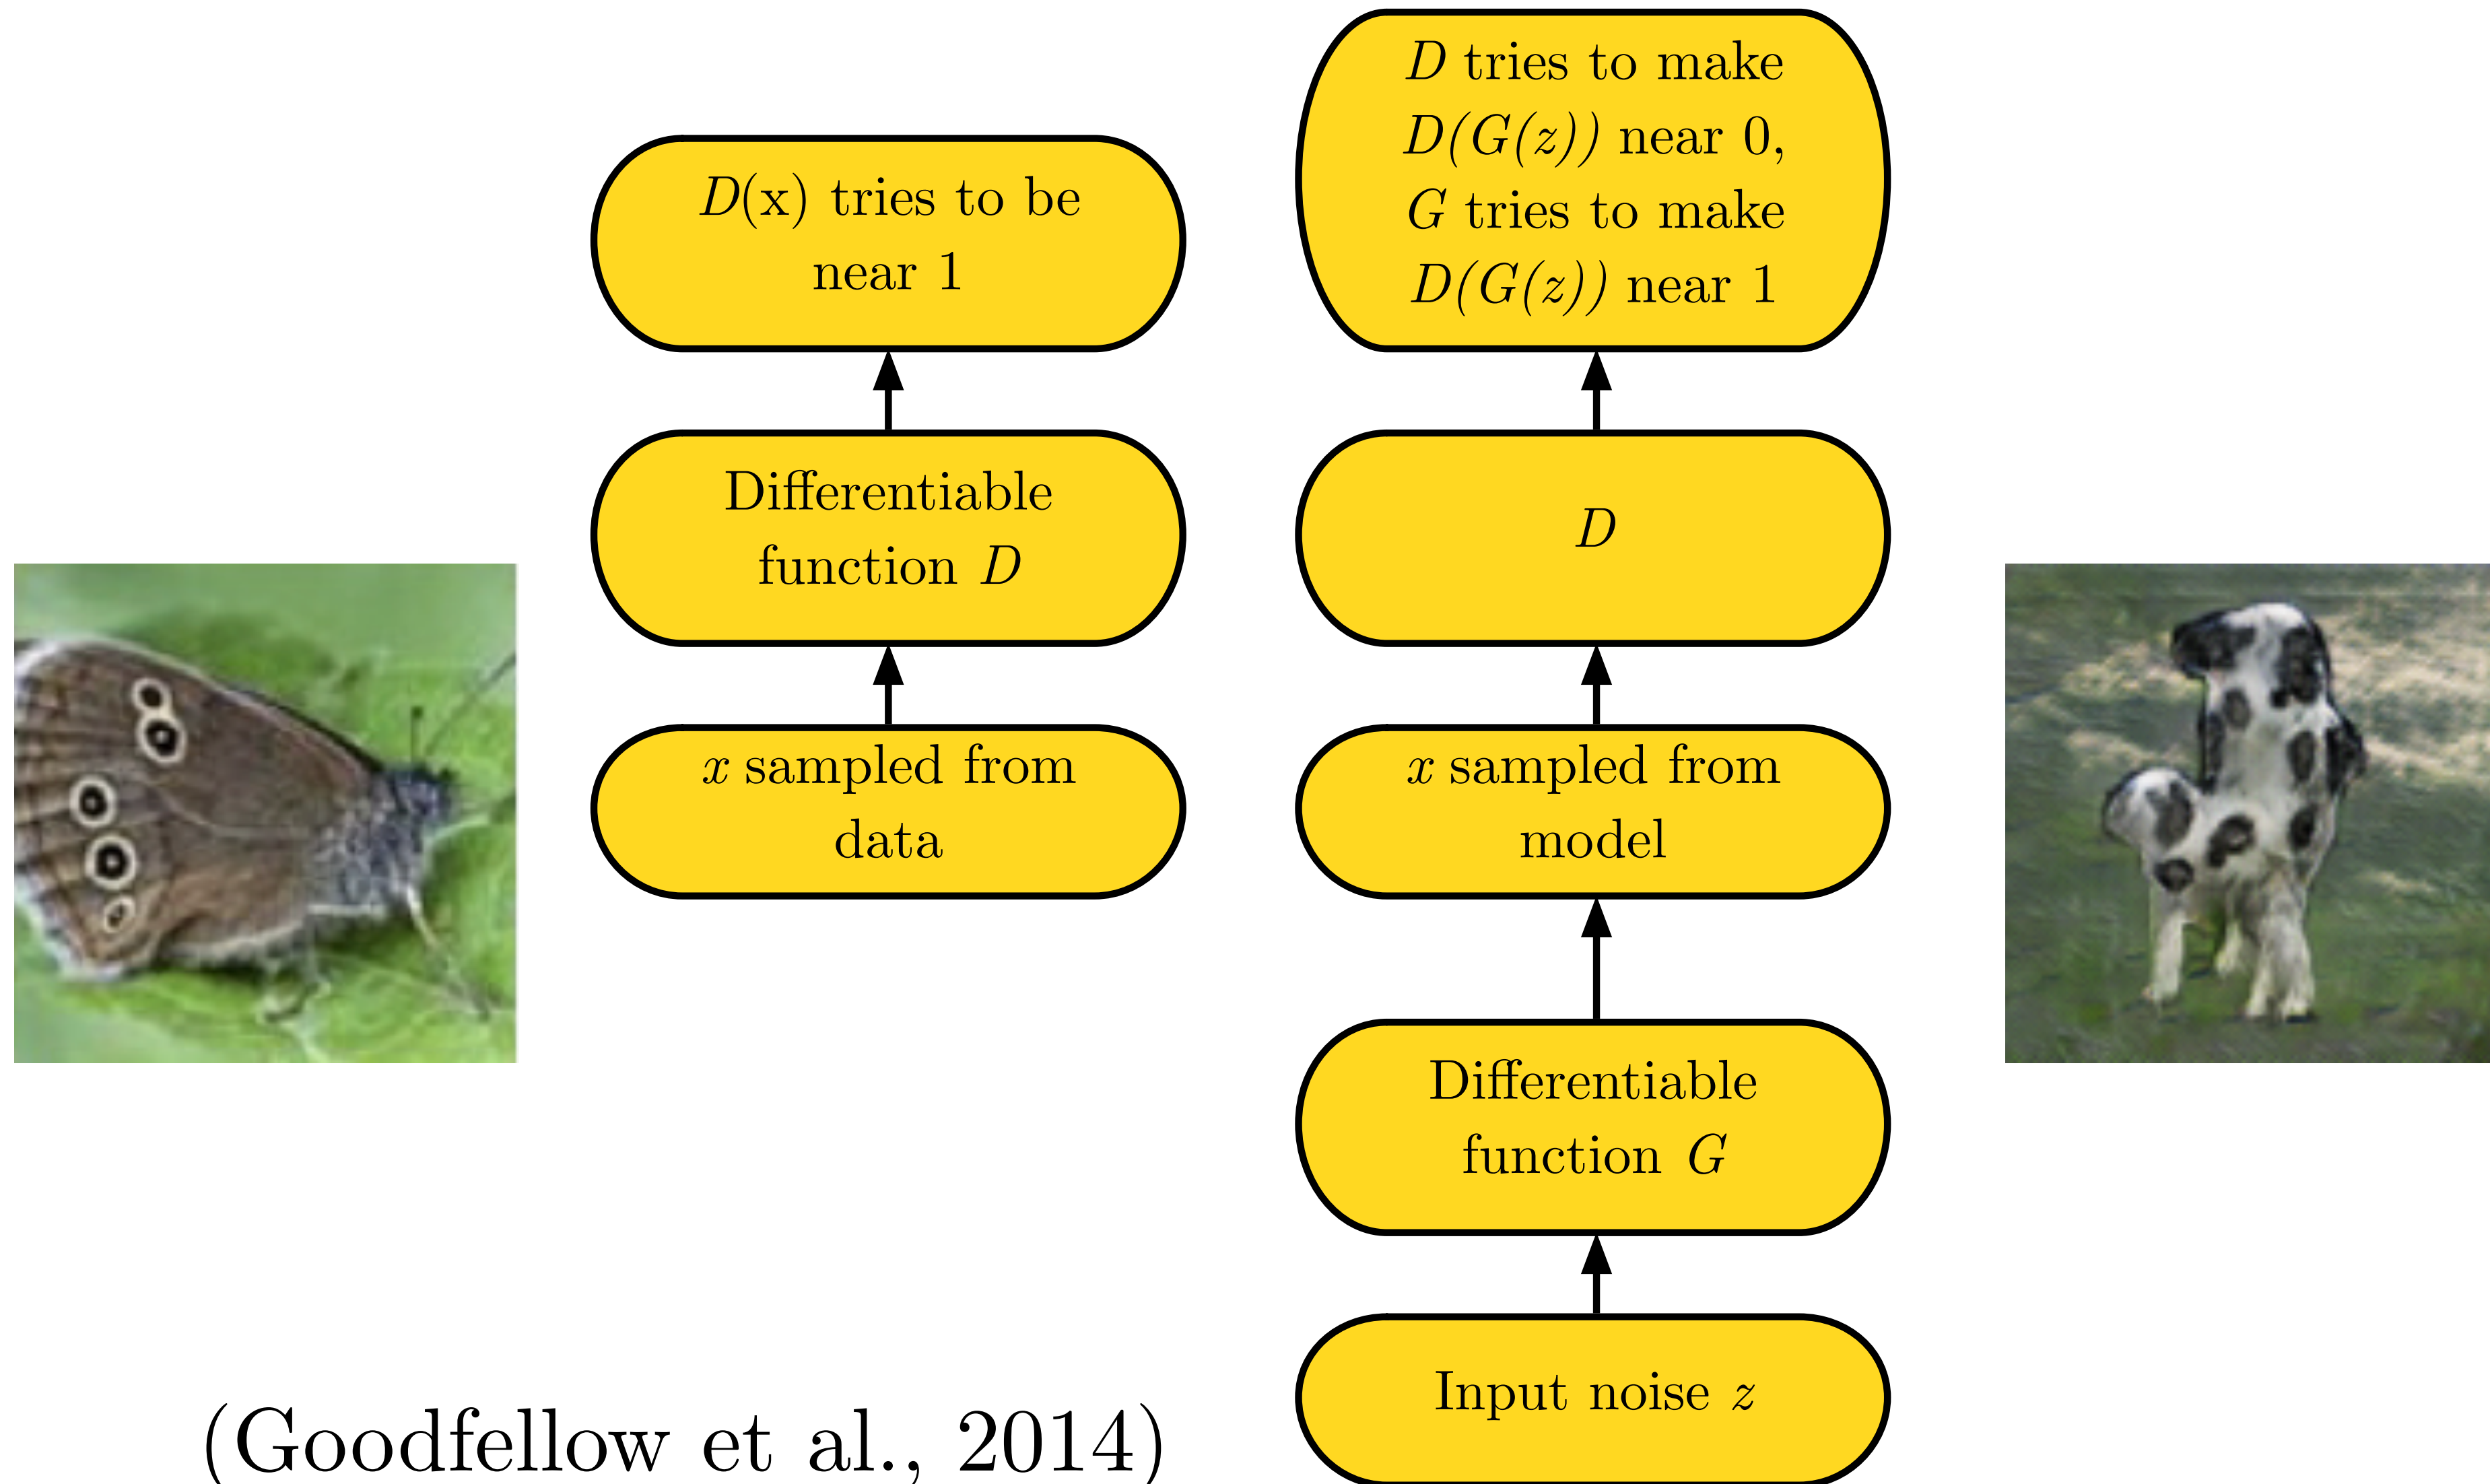 D(x) tries to be
near 1
Differentiable
function D
x sampled from
data
D tries to make
D(G(z)) near 0,
G tries to make
D(G(z)) near 1
D
x sampled from
model
Differentiable
function G
Input noise z
(Goodfellow et al., 2014)